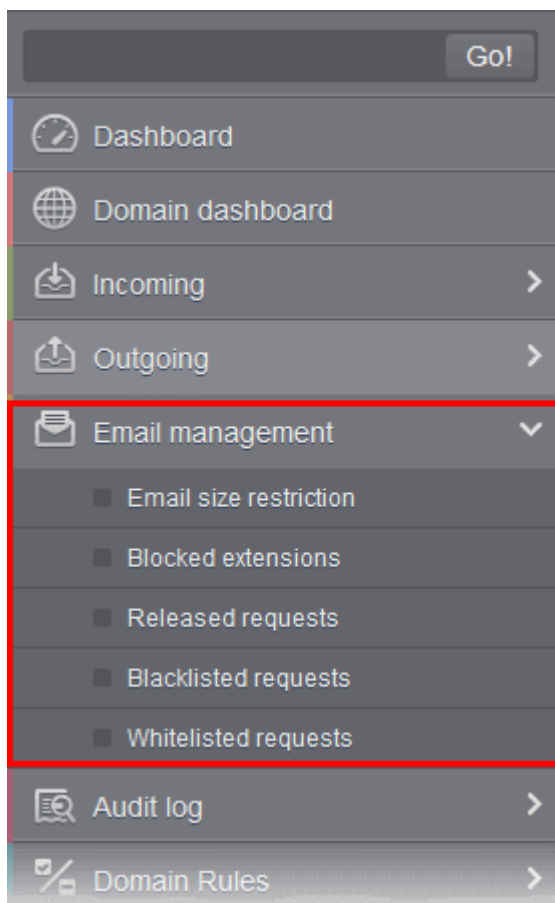 Go!
Dashboard
Domain dashboard
Incoming
Outgoing
Email management
Email size restriction
Blocked extensions
Released requests
Blacklisted requests
Whitelisted requests
Audit log
Domain Rules